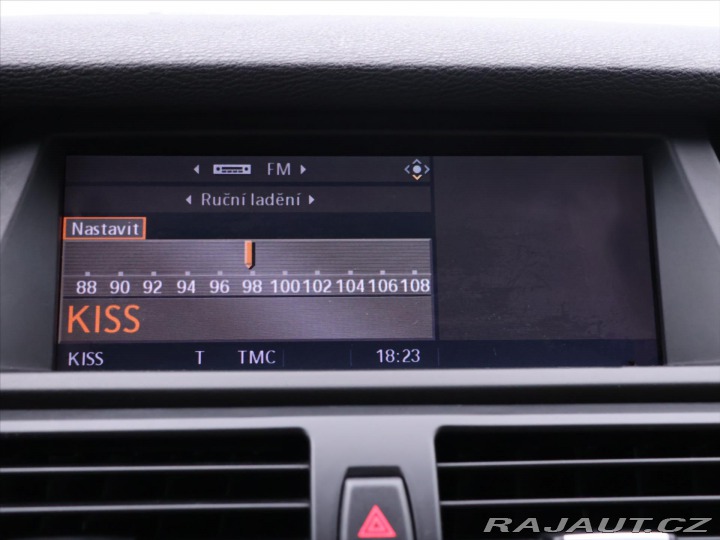 FM
Ruční ladění
Nastavit
88 90 92 94 96 98 100 102 104 106 108
KISS
KISS T TMC 18:23
RAJAUT.CZ